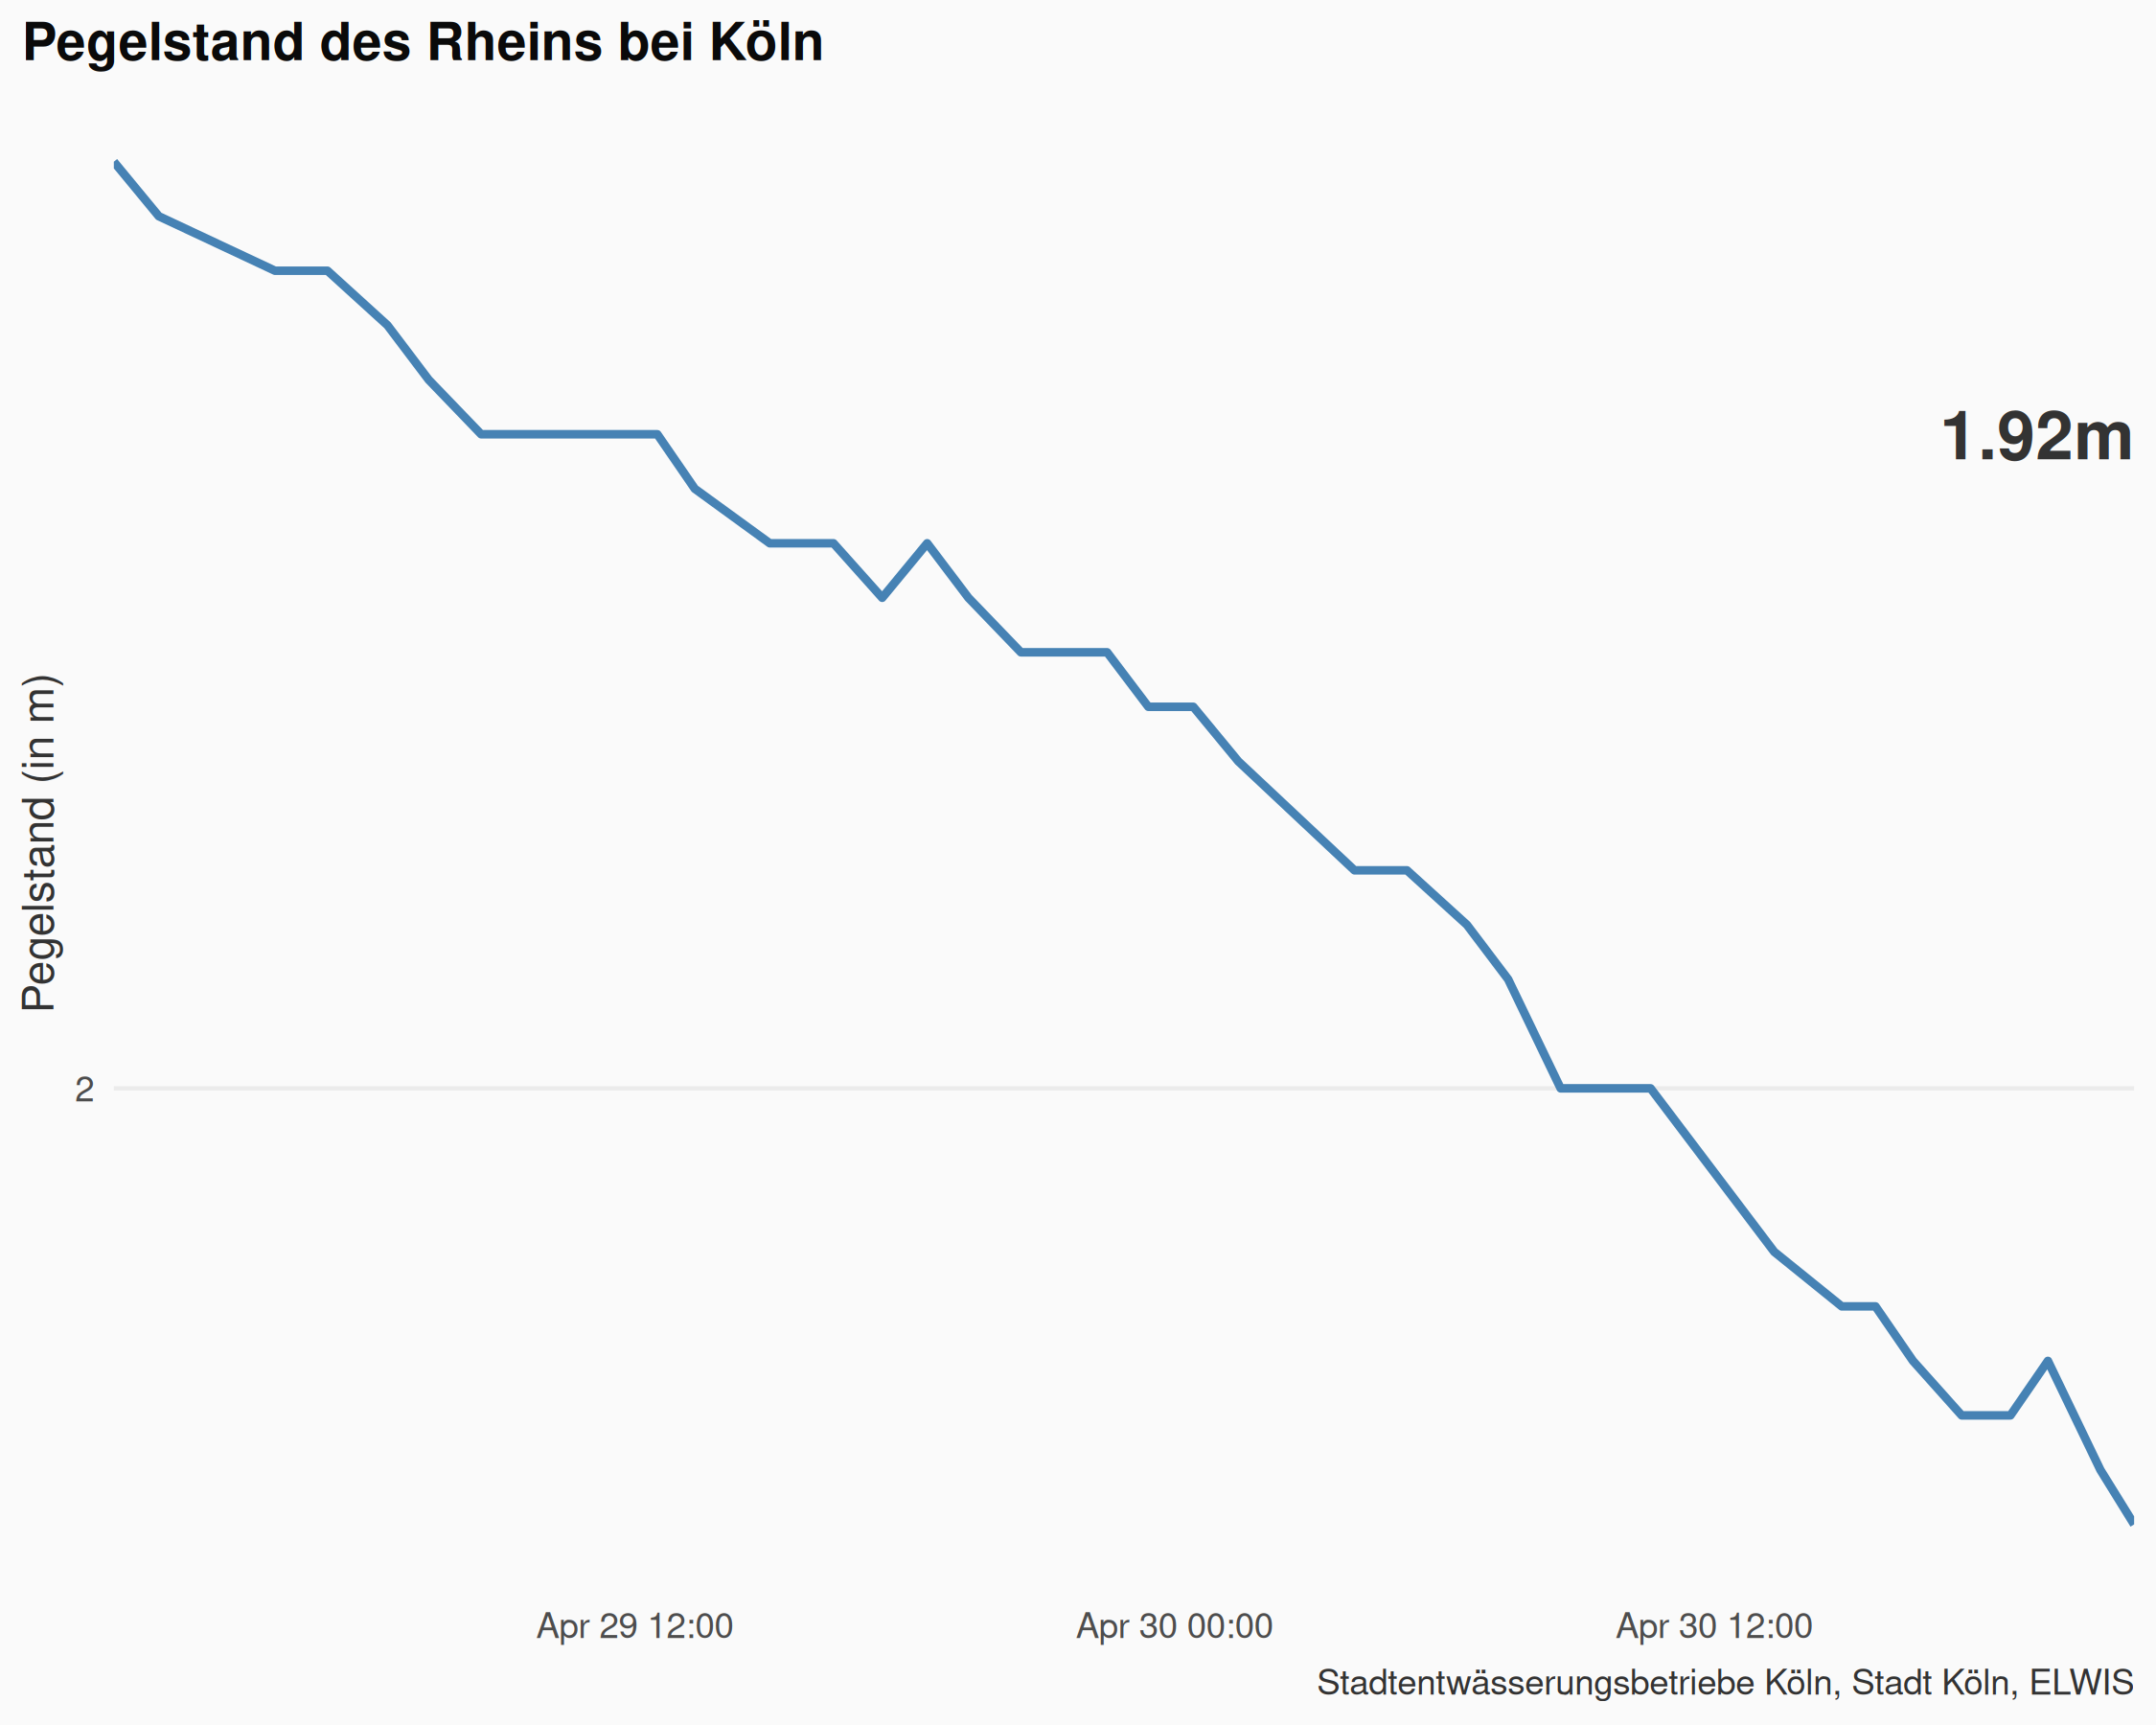 Pegelstand des Rheins bei Köln
1.92m
Pegelstand (in m)
2
Apr 29 12:00
Apr 30 00:00
Apr 30 12:00
Stadtentwässerungsbetriebe Köln, Stadt Köln, ELWIS